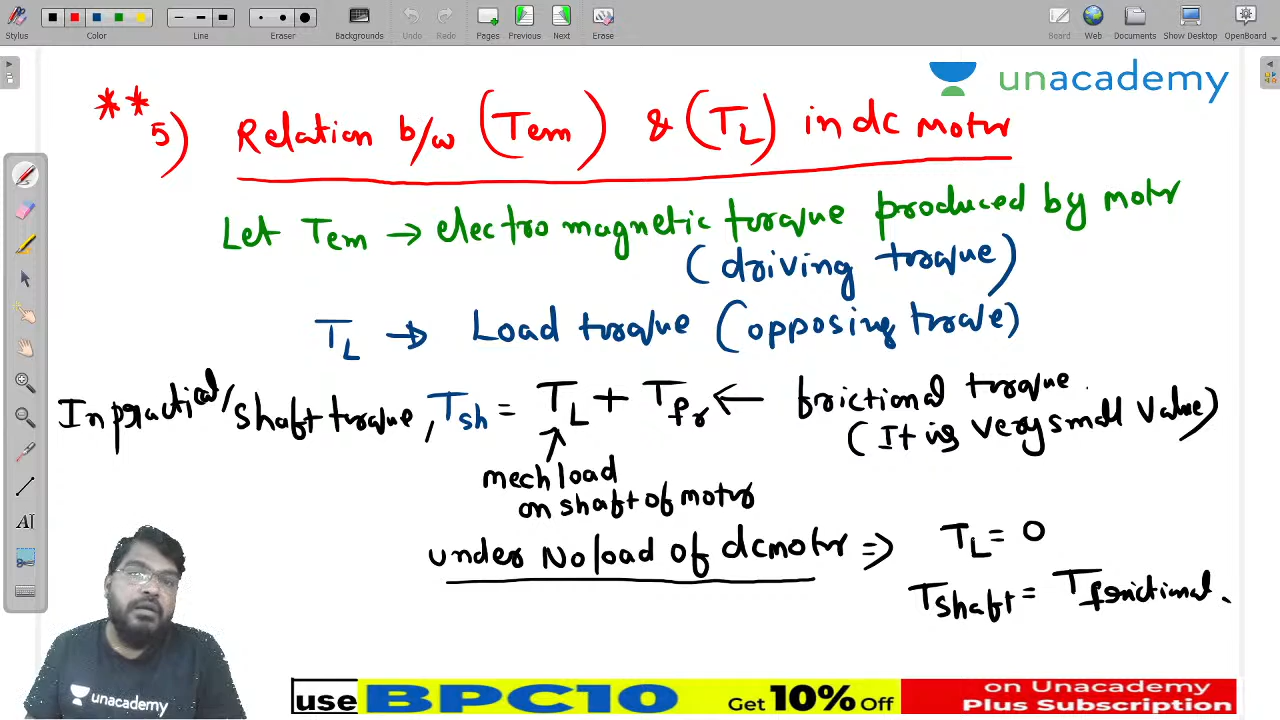 Stylus Color Line Eraser Backgrounds Undo Redo Pages Previous Next Erase Board Web Documents Show Desktop OpenBoard
unacademy
** 5) Relation b/w (Tem) & (TL) in dc motor
Let Tem → electro magnetic torque produced by motor
(driving torque)
TL → Load torque (opposing torque)
In practical/shaft torque, Tsh = TL + Tfr ← frictional torque
(It is very small value)
mech load
on shaft of motor
under No load of dc motor ⇒ TL = 0
Tshaft = Tfrictional.
unacademy
use BPC10 Get 10% Off on Unacademy
Plus Subscription